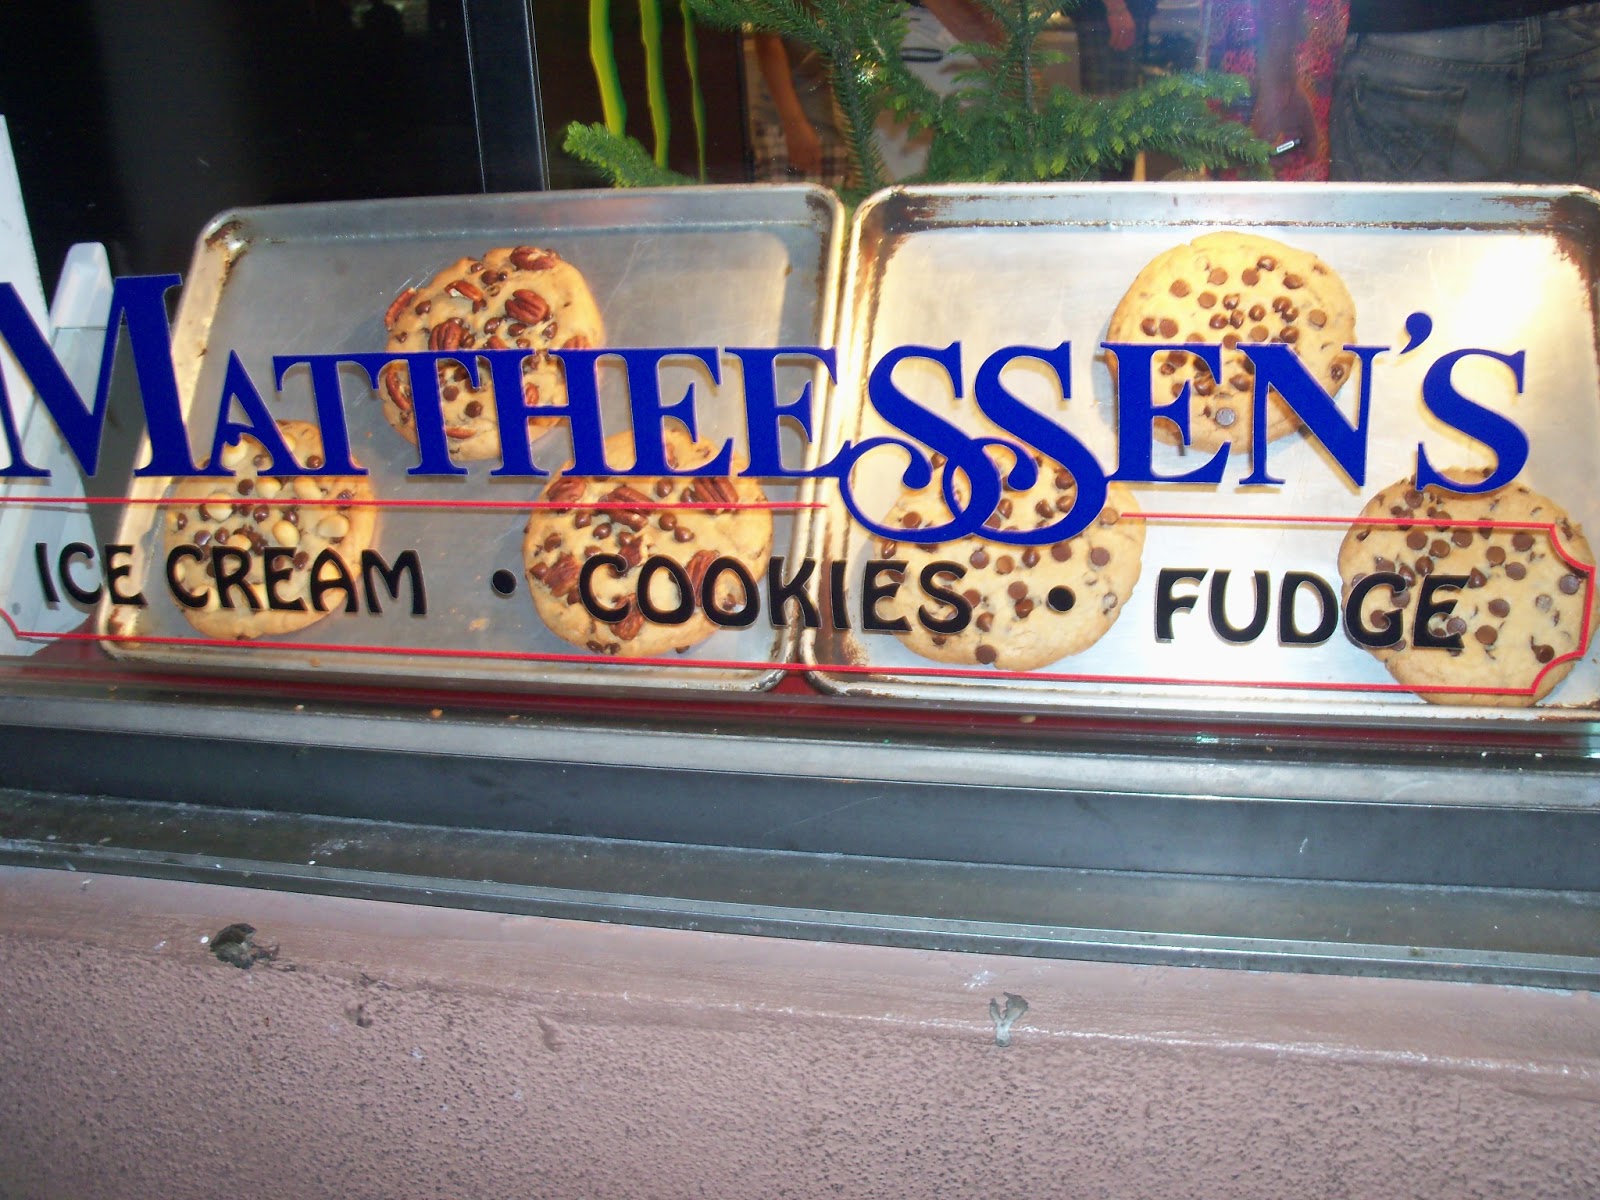 MATTHEESSEN'S
ICE CREAM • COOKIES • FUDGE